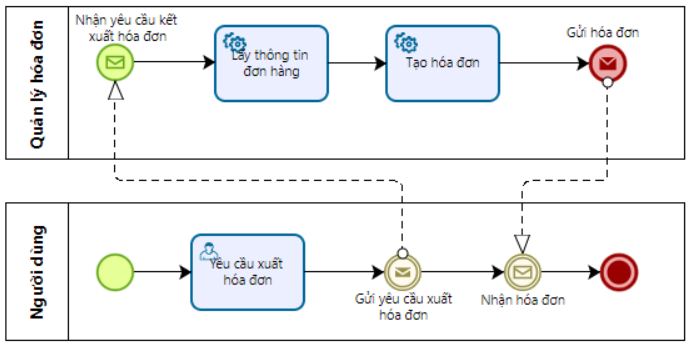 Quản lý hóa đơn
Nhận yêu cầu kết
xuất hóa đơn
Lấy thông tin
đơn hàng
Tạo hóa đơn
Gửi hóa đơn
Người dùng
Yêu cầu xuất
hóa đơn
Gửi yêu cầu xuất
hóa đơn
Nhận hóa đơn